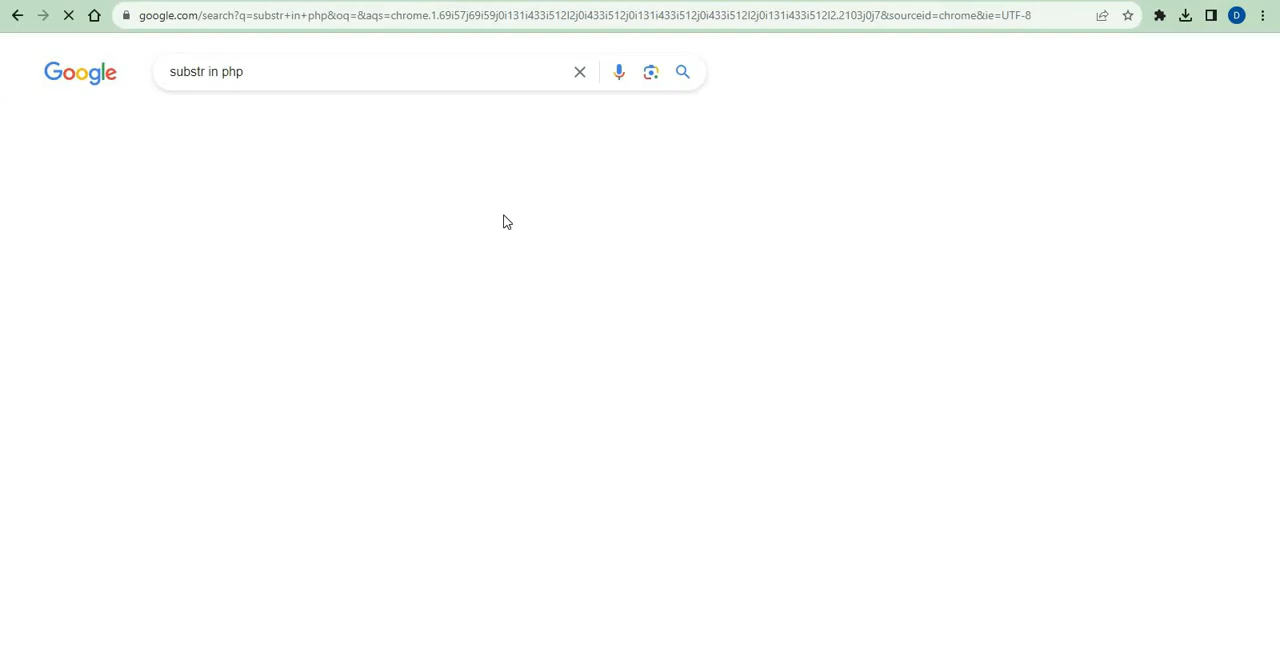 google.com/search?q=substr+in+php&oq=&aqs=chrome.1.69i57j69i59j0i131i433i512l2j0i433i512j0i131i433i512j0i433i512l2j0i131i433i512l2.2103j0j7&sourceid=chrome&ie=UTF-8
D
Google
substr in php